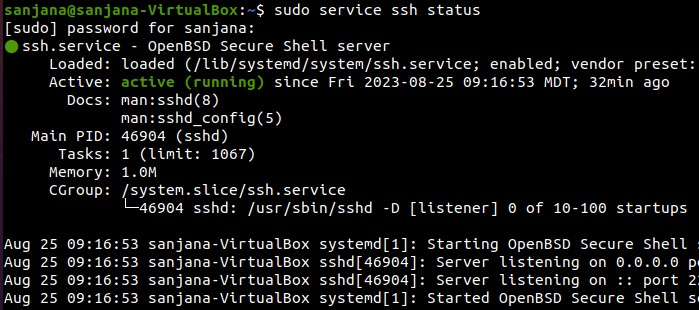 sanjana@sanjana-VirtualBox:~$ sudo service ssh status
[sudo] password for sanjana:
● ssh.service - OpenBSD Secure Shell server
     Loaded: loaded (/lib/systemd/system/ssh.service; enabled; vendor preset:
     Active: active (running) since Fri 2023-08-25 09:16:53 MDT; 32min ago
       Docs: man:sshd(8)
             man:sshd_config(5)
   Main PID: 46904 (sshd)
      Tasks: 1 (limit: 1067)
     Memory: 1.0M
     CGroup: /system.slice/ssh.service
             └─46904 sshd: /usr/sbin/sshd -D [listener] 0 of 10-100 startups

Aug 25 09:16:53 sanjana-VirtualBox systemd[1]: Starting OpenBSD Secure Shell
Aug 25 09:16:53 sanjana-VirtualBox sshd[46904]: Server listening on 0.0.0.0
Aug 25 09:16:53 sanjana-VirtualBox sshd[46904]: Server listening on :: port
Aug 25 09:16:53 sanjana-VirtualBox systemd[1]: Started OpenBSD Secure Shell